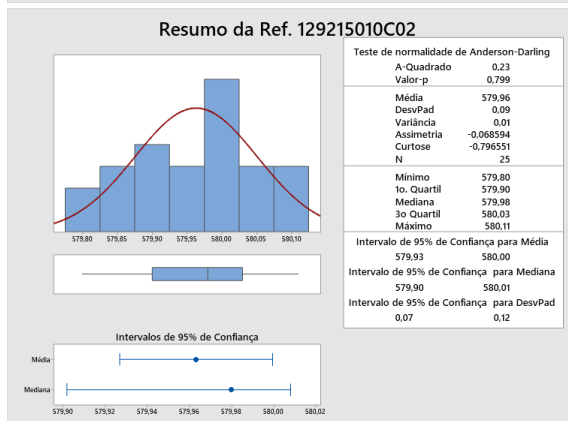 Resumo da Ref. 129215010C02
579,80 579,85 579,90 579,95 580,00 580,05 580,10
Intervalos de 95% de Confiança
Média
Mediana
579,90 579,92 579,94 579,96 579,98 580,00 580,02
Teste de normalidade de Anderson-Darling
A-Quadrado 0,23
Valor-p 0,799
Média 579,96
DesvPad 0,09
Variância 0,01
Assimetria -0,068594
Curtose -0,796551
N 25
Mínimo 579,80
1o. Quartil 579,90
Mediana 579,98
3o Quartil 580,03
Máximo 580,11
Intervalo de 95% de Confiança para Média
579,93 580,00
Intervalo de 95% de Confiança para Mediana
579,90 580,01
Intervalo de 95% de Confiança para DesvPad
0,07 0,12